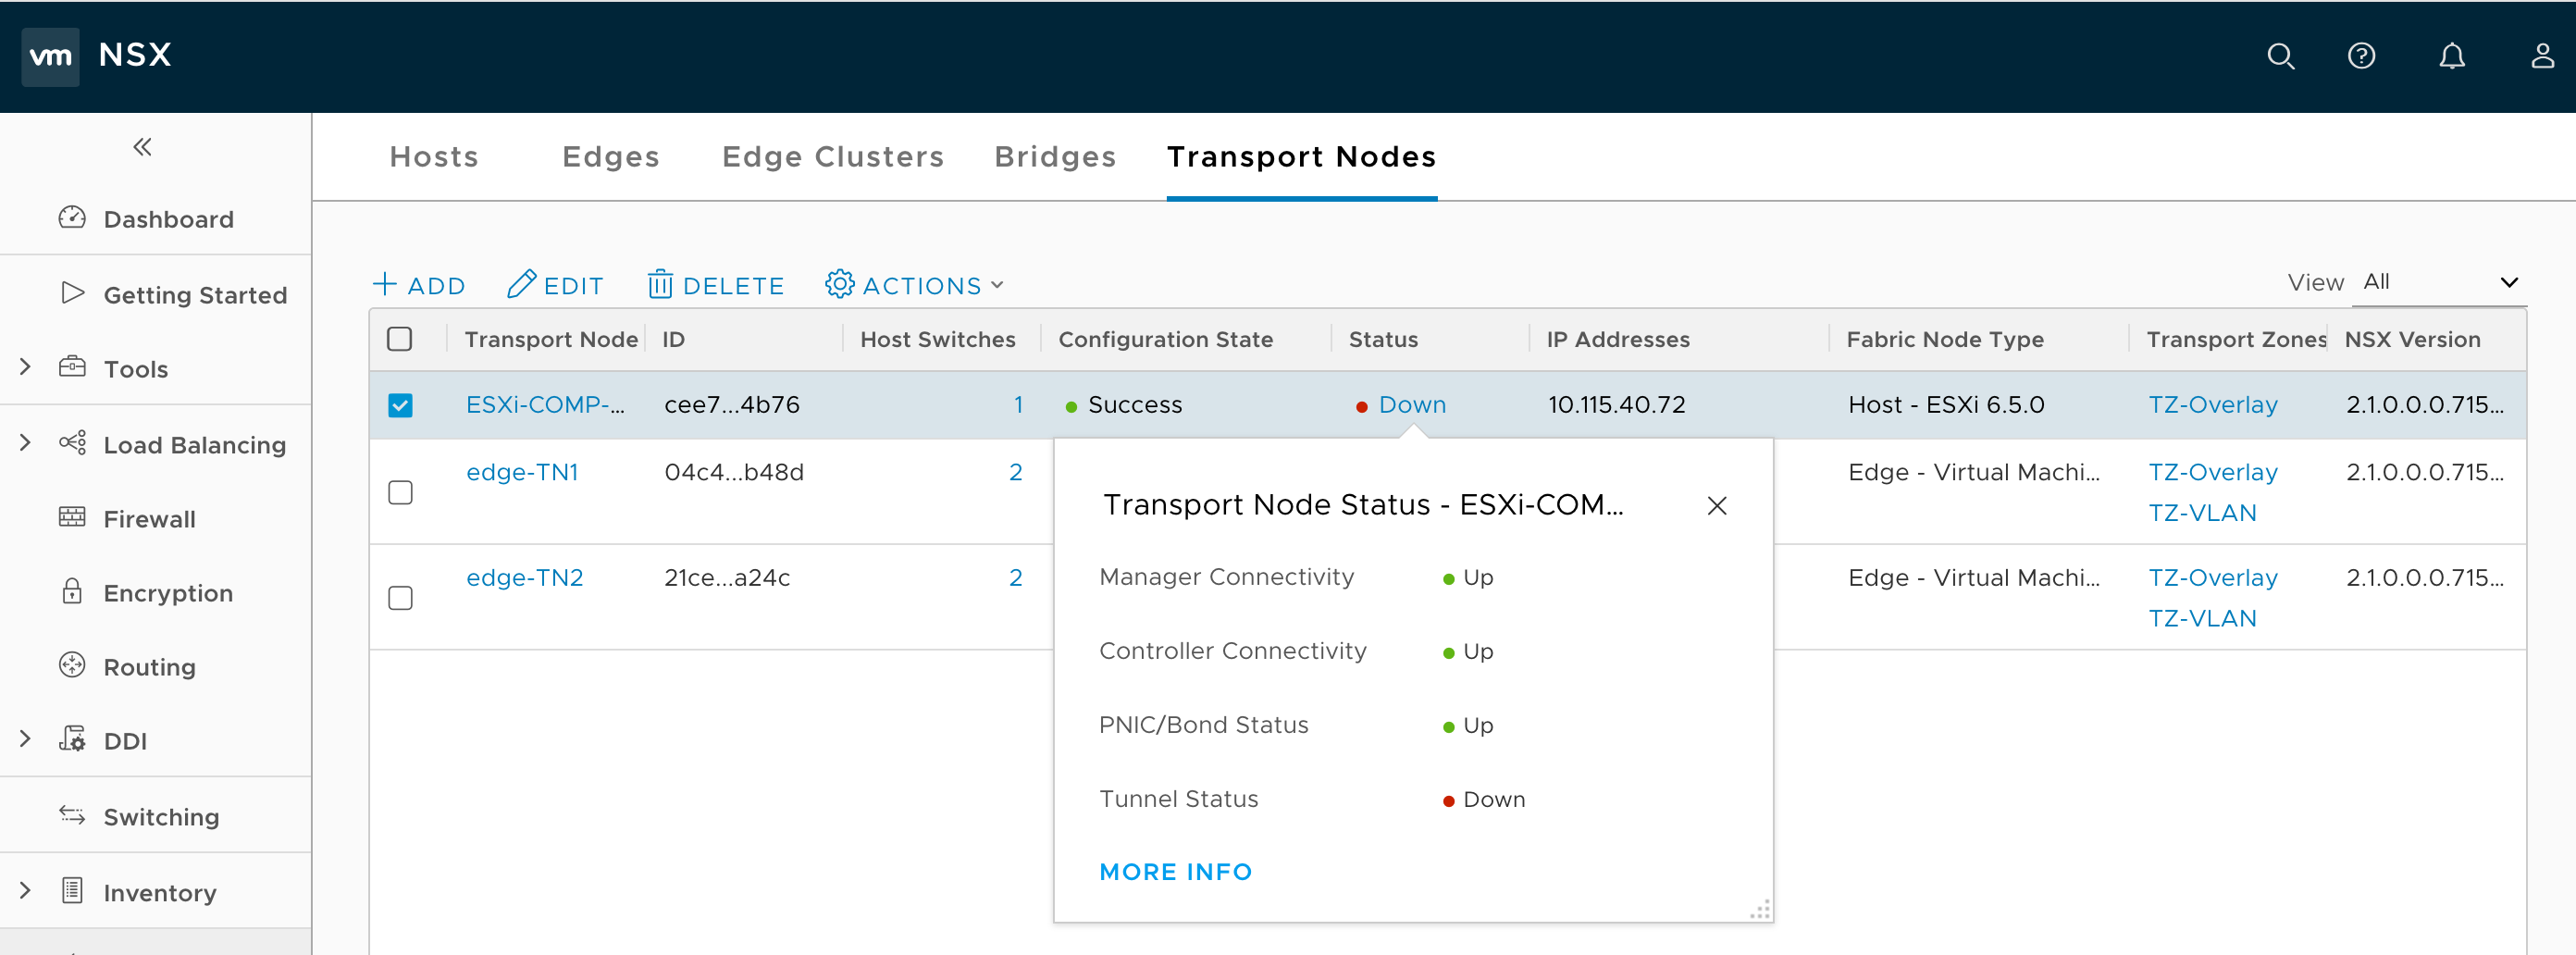 vm NSX
Hosts Edges Edge Clusters Bridges Transport Nodes
Dashboard
Getting Started
Tools
Load Balancing
Firewall
Encryption
Routing
DDI
Switching
Inventory
ADD EDIT DELETE ACTIONS View All
Transport Node ID Host Switches Configuration State Status IP Addresses Fabric Node Type Transport Zones NSX Version
ESXi-COMP-... cee7...4b76 1 Success Down 10.115.40.72 Host - ESXi 6.5.0 TZ-Overlay 2.1.0.0.0.715...
edge-TN1 04c4...b48d 2 Edge - Virtual Machi... TZ-Overlay 2.1.0.0.0.715...
TZ-VLAN
edge-TN2 21ce...a24c 2 Edge - Virtual Machi... TZ-Overlay 2.1.0.0.0.715...
TZ-VLAN
Transport Node Status - ESXi-COM...
Manager Connectivity Up
Controller Connectivity Up
PNIC/Bond Status Up
Tunnel Status Down
MORE INFO